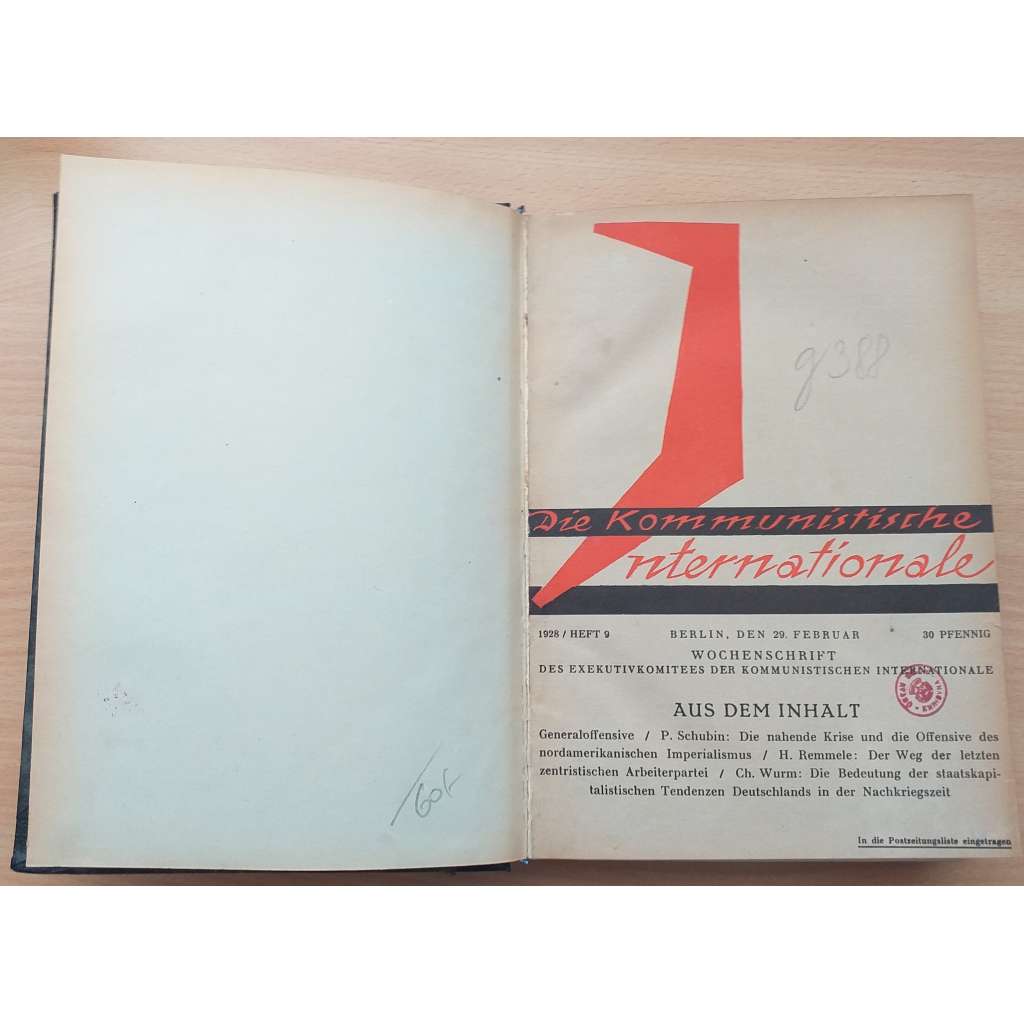 g 388
Die Kommunistische
Internationale
1928 / HEFT 9 BERLIN, DEN 29. FEBRUAR 30 PFENNIG
WOCHENSCHRIFT
DES EXEKUTIVKOMITEES DER KOMMUNISTISCHEN INTERNATIONALE
AUS DEM INHALT
Generaloffensive / P. Schubin: Die nahende Krise und die Offensive des
nordamerikanischen Imperialismus / H. Remmele: Der Weg der letzten
zentristischen Arbeiterpartei / Ch. Wurm: Die Bedeutung der staatskapi-
talistischen Tendenzen Deutschlands in der Nachkriegszeit
In die Postzeitungsliste eingetragen